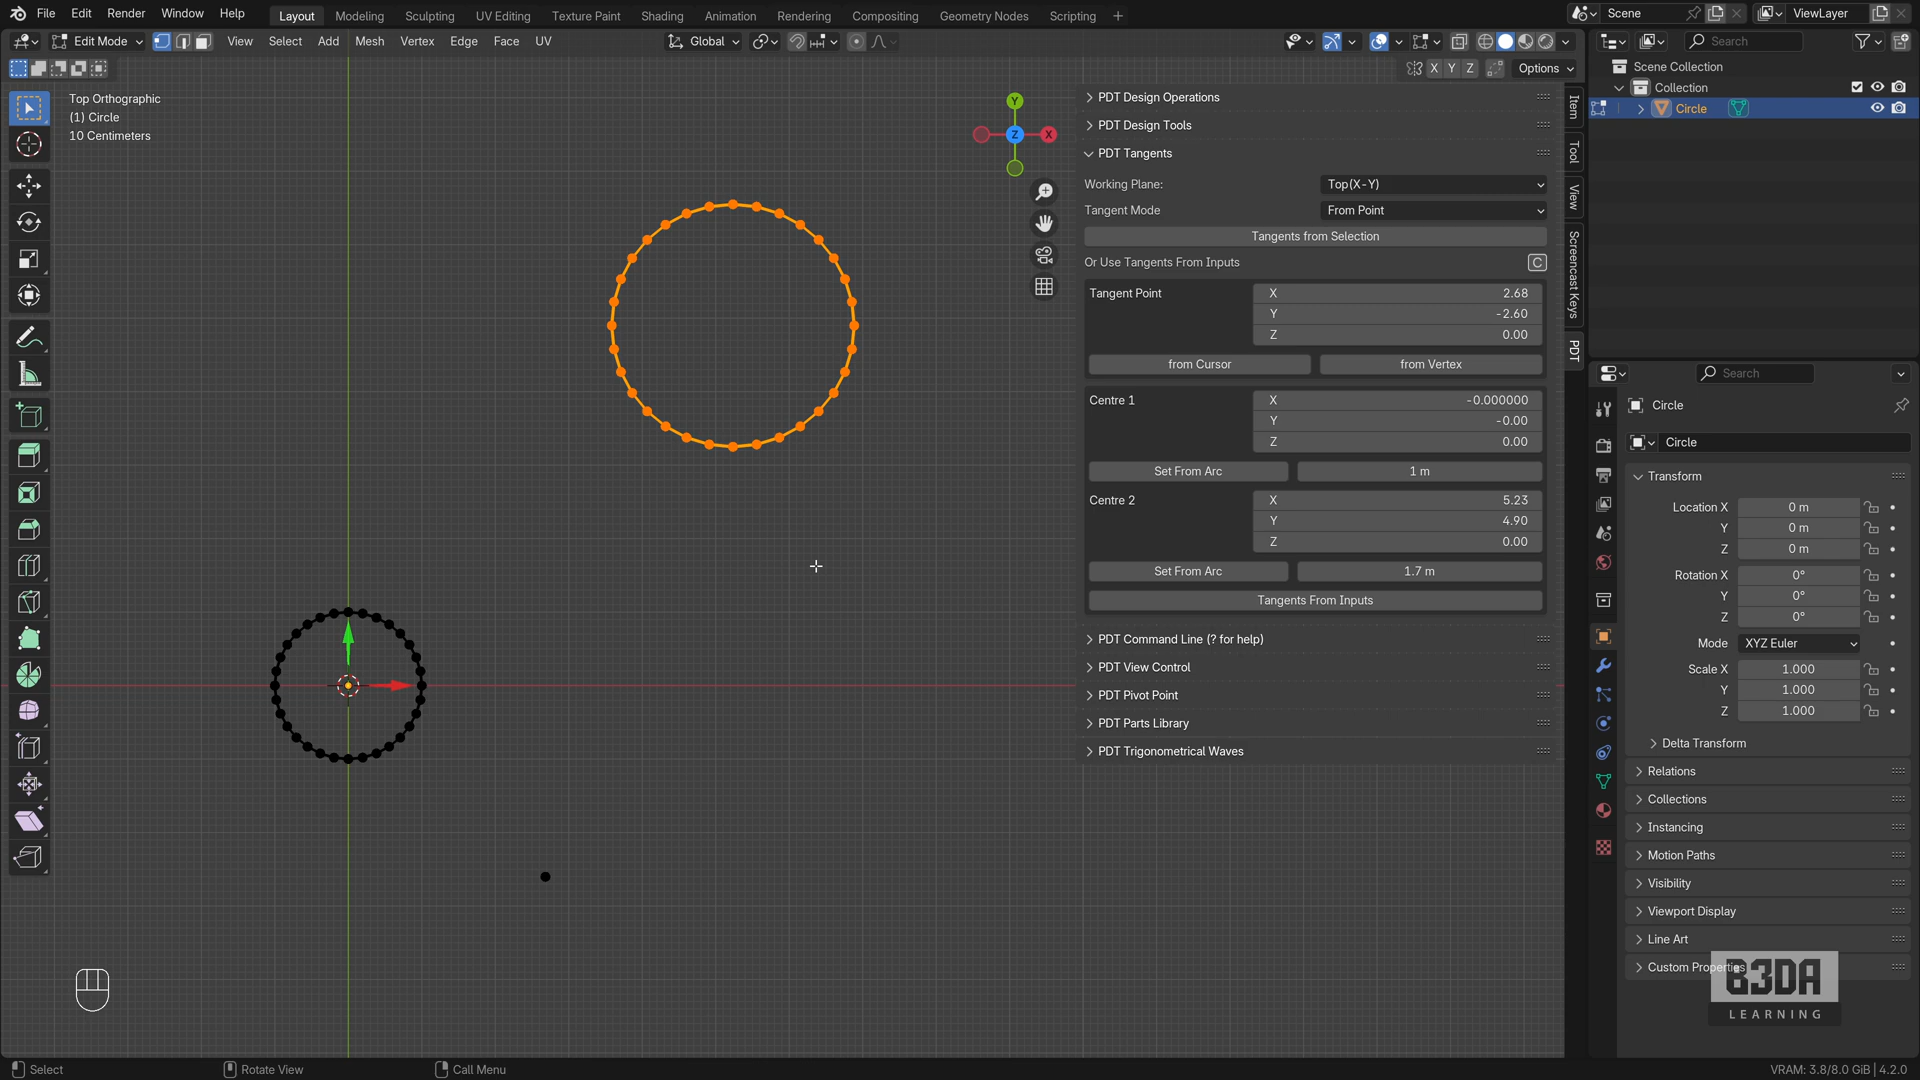 File Edit Render Window Help Layout Modeling Sculpting UV Editing Texture Paint Shading Animation Rendering Compositing Geometry Nodes Scripting + Scene ViewLayer
Edit Mode View Select Add Mesh Vertex Edge Face UV Global Search
X Y Z Options
Top Orthographic
(1) Circle
10 Centimeters
Y
Z
X
PDT Design Operations
PDT Design Tools
PDT Tangents
Working Plane: Top(X-Y)
Tangent Mode From Point
Tangents from Selection
Or Use Tangents From Inputs C
Tangent Point X 2.68
Y -2.60
Z 0.00
from Cursor from Vertex
Centre 1 X -0.000000
Y -0.00
Z 0.00
Set From Arc 1 m
Centre 2 X 5.23
Y 4.90
Z 0.00
Set From Arc 1.7 m
Tangents From Inputs
PDT Command Line (? for help)
PDT View Control
PDT Pivot Point
PDT Parts Library
PDT Trigonometrical Waves
Item
Tool
View
Screencast Keys
PDT
Scene Collection
Collection
Circle
Search
Circle
Circle
Transform
Location X 0 m
Y 0 m
Z 0 m
Rotation X 0°
Y 0°
Z 0°
Mode XYZ Euler
Scale X 1.000
Y 1.000
Z 1.000
Delta Transform
Relations
Collections
Instancing
Motion Paths
Visibility
Viewport Display
Line Art
Custom Properties
B3DA
LEARNING
Select Rotate View Call Menu VRAM: 3.8/8.0 GiB | 4.2.0